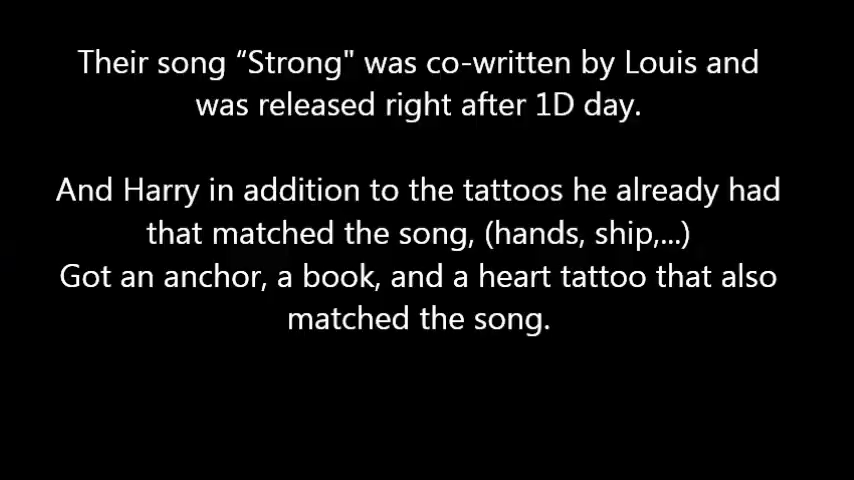 Their song “Strong" was co-written by Louis and
was released right after 1D day.
And Harry in addition to the tattoos he already had
that matched the song, (hands, ship,...)
Got an anchor, a book, and a heart tattoo that also
matched the song.